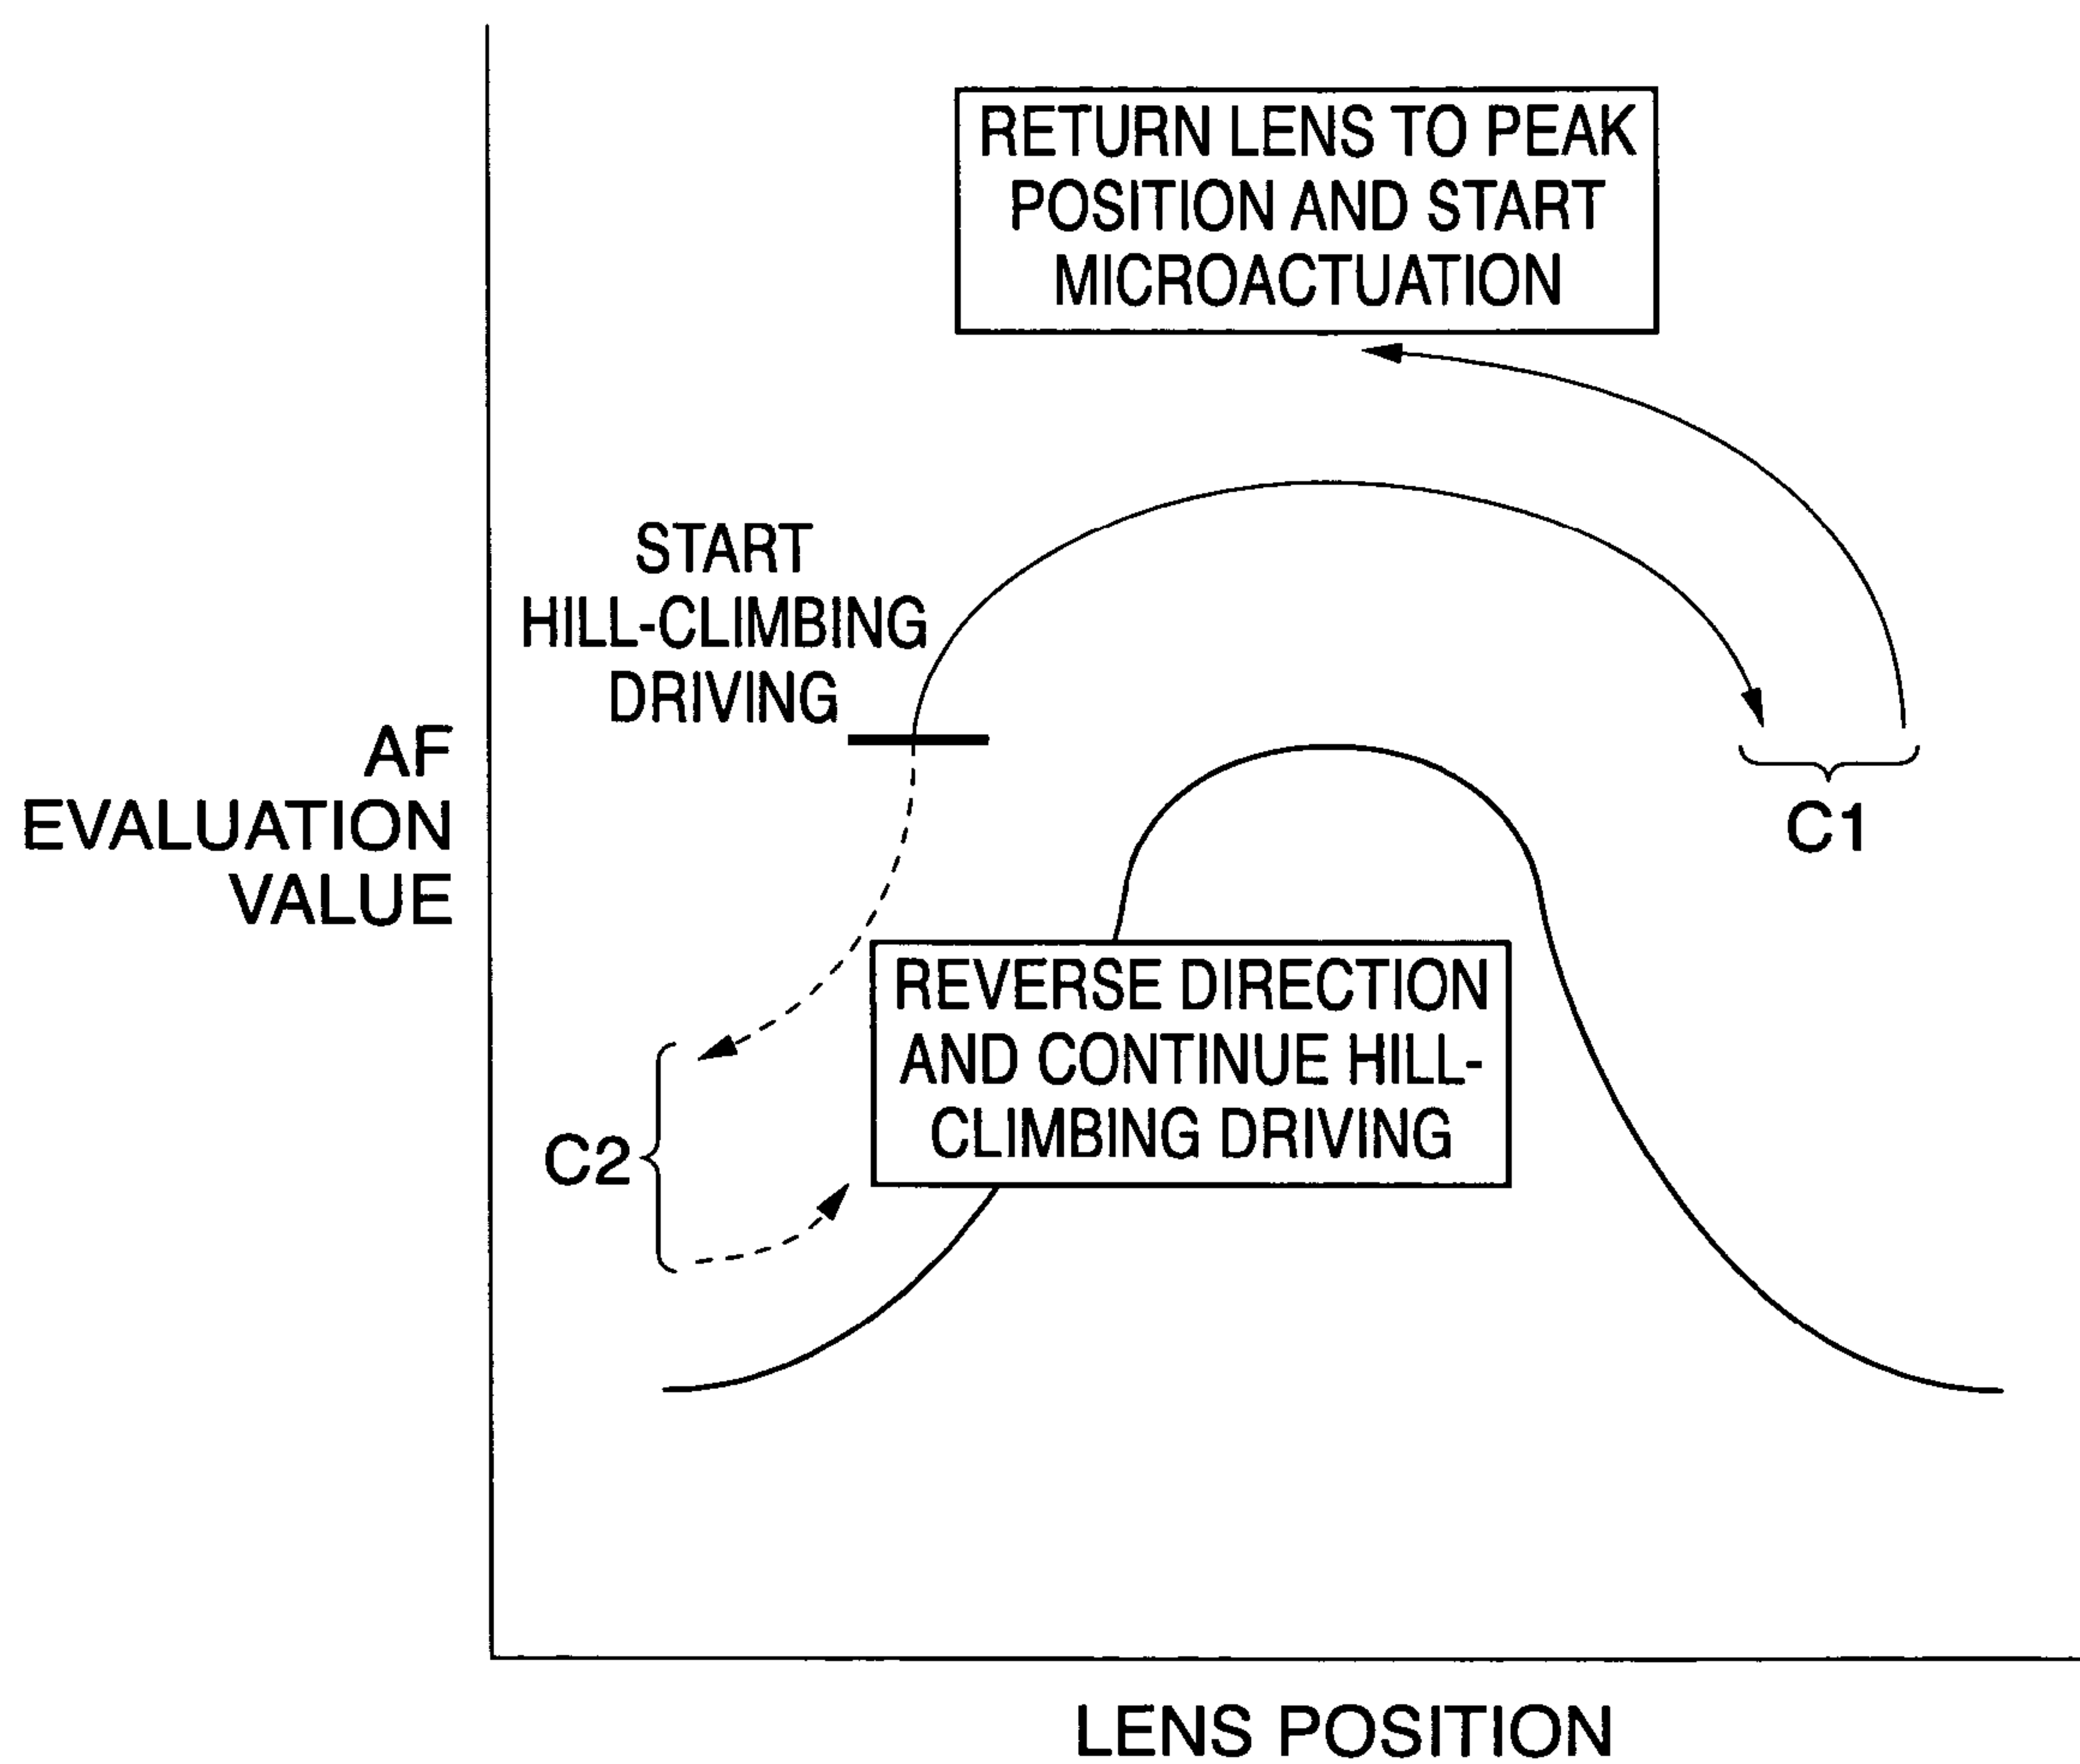 RETURN LENS TO PEAK
POSITION AND START
MICROACTUATION
START
HILL-CLIMBING
DRIVING
AF
EVALUATION
VALUE
C1
REVERSE DIRECTION
AND CONTINUE HILL-
CLIMBING DRIVING
C2
LENS POSITION